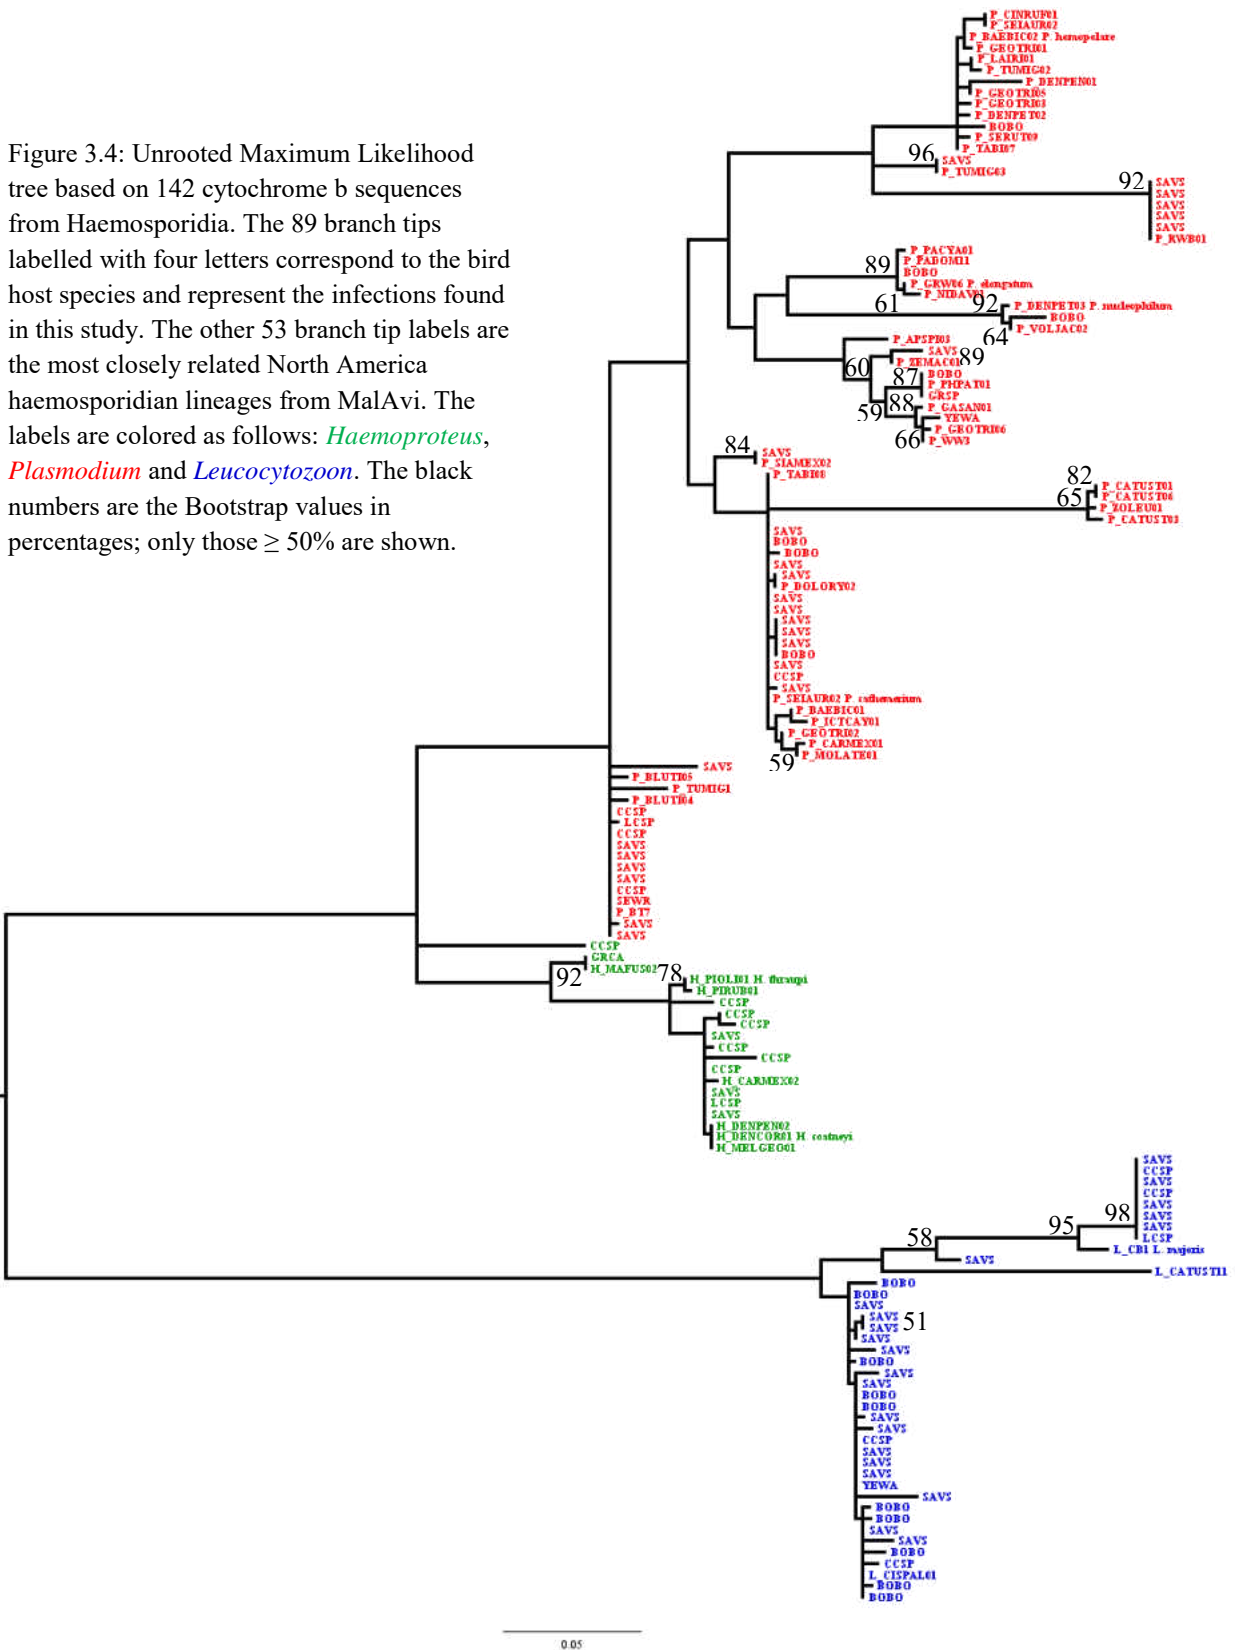 Figure 3.4: Unrooted Maximum Likelihood
tree based on 142 cytochrome b sequences
from Haemosporidia. The 89 branch tips
labelled with four letters correspond to the bird
host species and represent the infections found
in this study. The other 53 branch tip labels are
the most closely related North America
haemosporidian lineages from MalAvi. The
labels are colored as follows: Haemoproteus,
Plasmodium and Leucocytozoon. The black
numbers are the Bootstrap values in
percentages; only those ≥ 50% are shown.
P_CINRUF01
P_SEIAUR02
P_BAEBIC02 P. homopolare
P_GEOTRI01
P_LAIRI01
P_TUMIG02
P_DENPEN01
P_GEOTRI05
P_GEOTRI03
P_DENPET02
BOBO
P_SERUT09
P_TABI07
96
SAVS
P_TUMIG03
92
SAVS
SAVS
SAVS
SAVS
SAVS
P_RWB01
P_PACYA01
P_PADOM11
89
BOBO
P_GRW06 P. elongatum
P_NIDAV01
61
92
P_DENPET03 P. nucleophilum
BOBO
P_VOLJAC02
64
P_APSPI03
SAVS
89
P_ZEMAC01
60
BOBO
87
P_PHPAT01
GRSP
88
P_GASAN01
59
YEWA
P_GEOTRI06
66
P_WW3
84
SAVS
P_SIAMEX02
P_TABI08
82
P_CATUST01
65
P_CATUST06
P_ZOLEU01
P_CATUST03
SAVS
BOBO
BOBO
SAVS
SAVS
P_DOLORY02
SAVS
SAVS
SAVS
SAVS
SAVS
BOBO
SAVS
CCSP
SAVS
P_SEIAUR02 P. cathemerium
P_BAEBIC01
P_ICTCAY01
P_GEOTRI02
P_CARMEX01
P_MOLATE01
59
SAVS
P_BLUTI05
P_TUMIG1
P_BLUTI04
CCSP
LCSP
CCSP
SAVS
SAVS
SAVS
SAVS
CCSP
SEWR
P_BT7
SAVS
SAVS
CCSP
GRCA
H_MAFUS02
92
78
H_PIOLI01 H. thraupi
H_PIRUB01
CCSP
CCSP
CCSP
SAVS
CCSP
CCSP
CCSP
H_CARMEX02
SAVS
LCSP
SAVS
H_DENPEN02
H_DENCOR01 H. coatneyi
H_MELGEO01
SAVS
CCSP
SAVS
CCSP
SAVS
SAVS
98
SAVS
LCSP
95
L_CB1 L. majoris
58
SAVS
L_CATUST11
BOBO
BOBO
SAVS
SAVS
51
SAVS
SAVS
SAVS
BOBO
SAVS
SAVS
BOBO
BOBO
SAVS
SAVS
CCSP
SAVS
SAVS
SAVS
YEWA
SAVS
BOBO
BOBO
SAVS
SAVS
BOBO
CCSP
L_CISPAL01
BOBO
BOBO
0.05